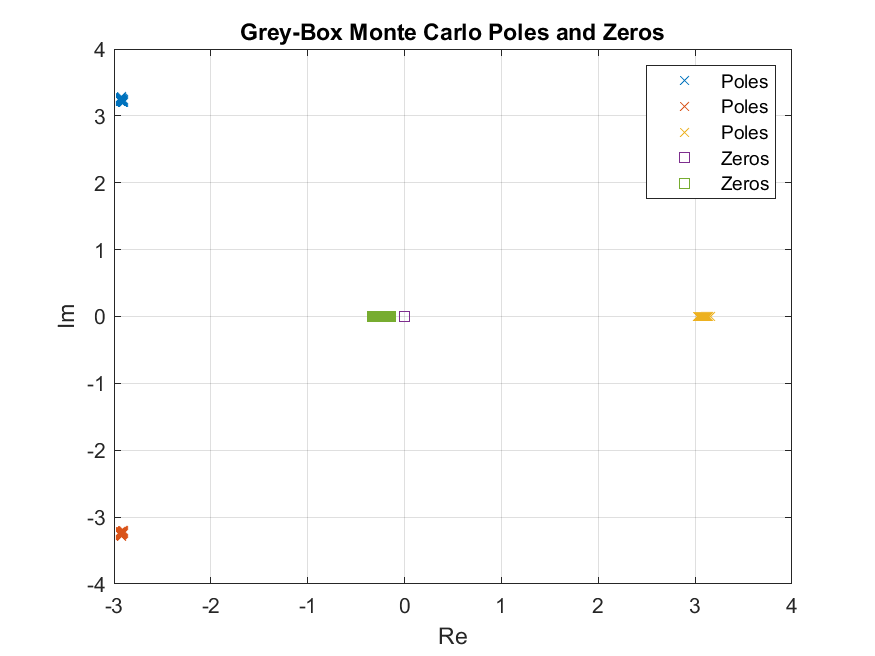 Grey-Box Monte Carlo Poles and Zeros
4
3
2
1
0
-1
-2
-3
-4
Im
Poles
Poles
Poles
Zeros
Zeros
-3
-2
-1
0
1
2
3
4
Re